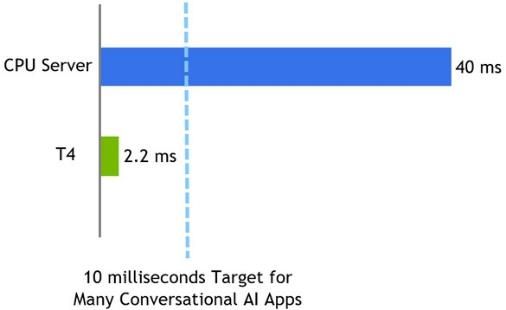 CPU Server
40 ms
T4
2.2 ms
10 milliseconds Target for
Many Conversational AI Apps